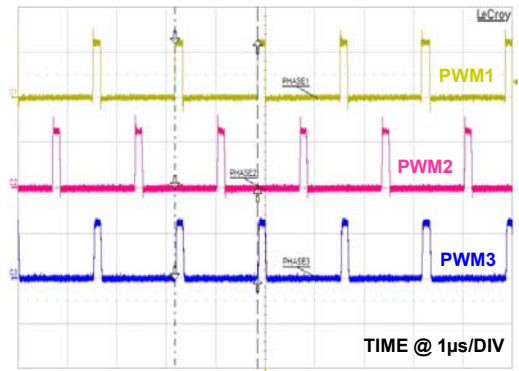 LeCroy
PWM1
PHASE1
PWM2
PHASE2
PWM3
PHASE3
TIME @ 1µs/DIV